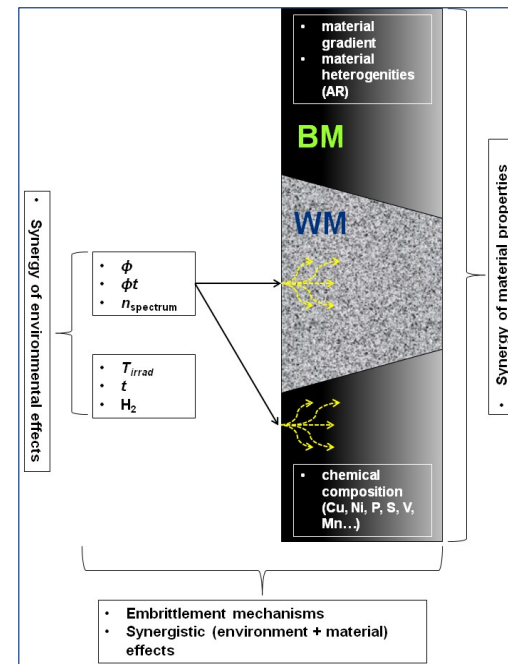 • material
gradient
• material
heterogenities
(AR)
BM
WM
• Synergy of environmental effects
• ϕ
• ϕt
• nspectrum
• Tirrad
• t
• H₂
• Synergy of material properties
• chemical
composition
(Cu, Ni, P, S, V,
Mn…)
• Embrittlement mechanisms
• Synergistic (environment + material)
effects